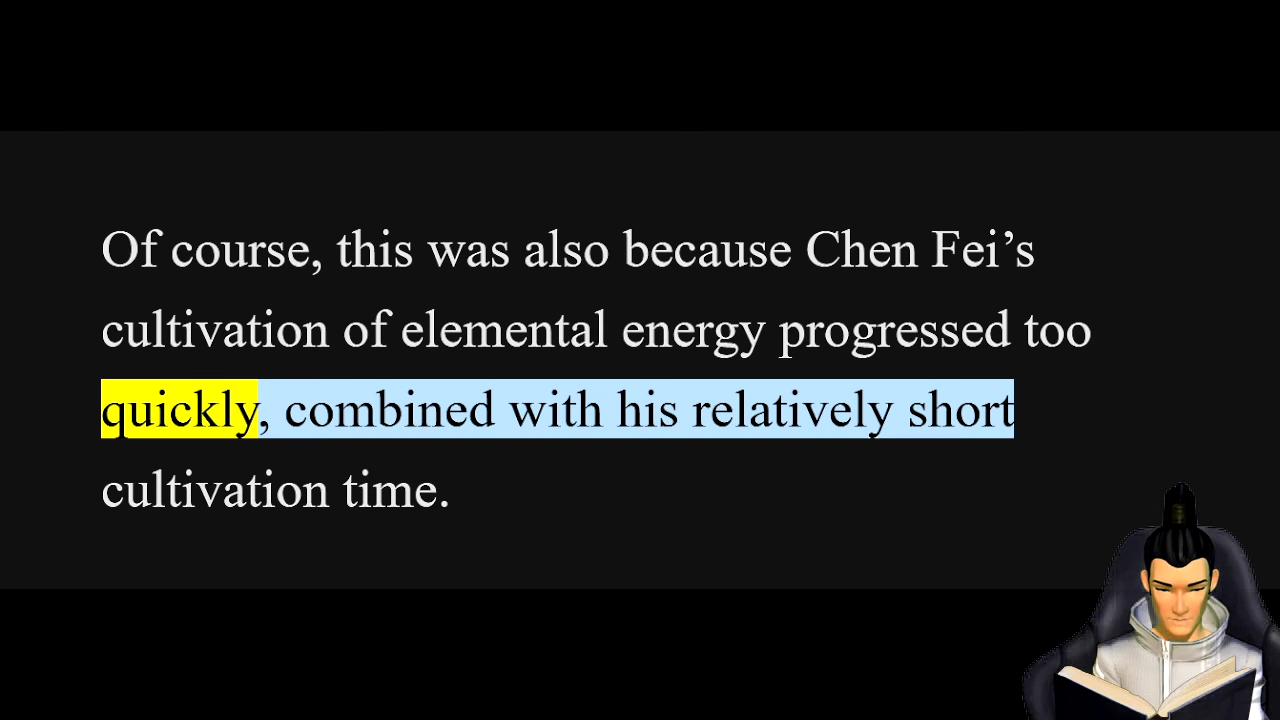 Of course, this was also because Chen Fei’s
cultivation of elemental energy progressed too
quickly, combined with his relatively short
cultivation time.